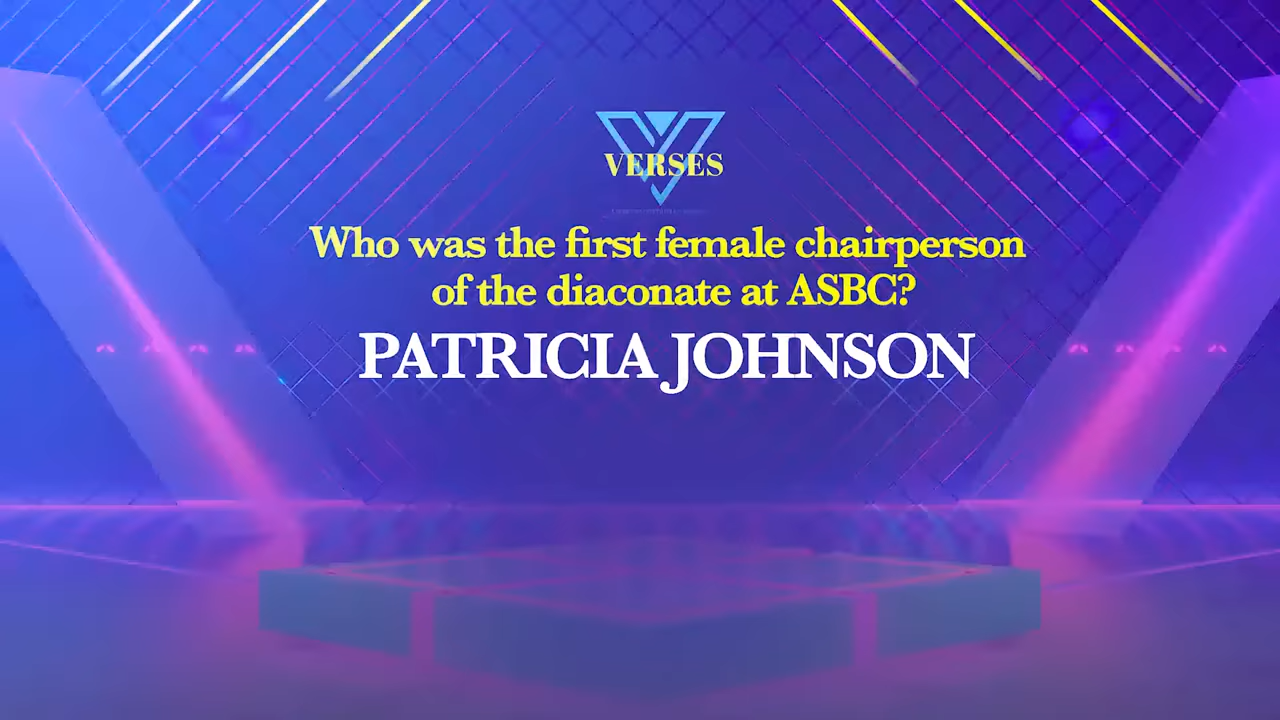 VERSES
Who was the first female chairperson
of the diaconate at ASBC?
PATRICIA JOHNSON